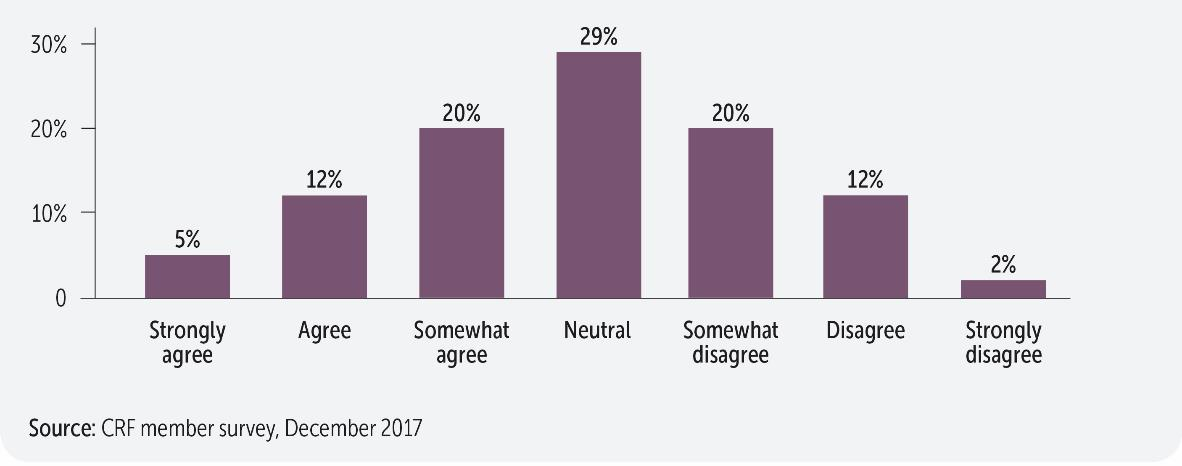 30%
20%
10%
0
5%
12%
20%
29%
20%
12%
2%
Strongly
agree
Agree
Somewhat
agree
Neutral
Somewhat
disagree
Disagree
Strongly
disagree
Source: CRF member survey, December 2017